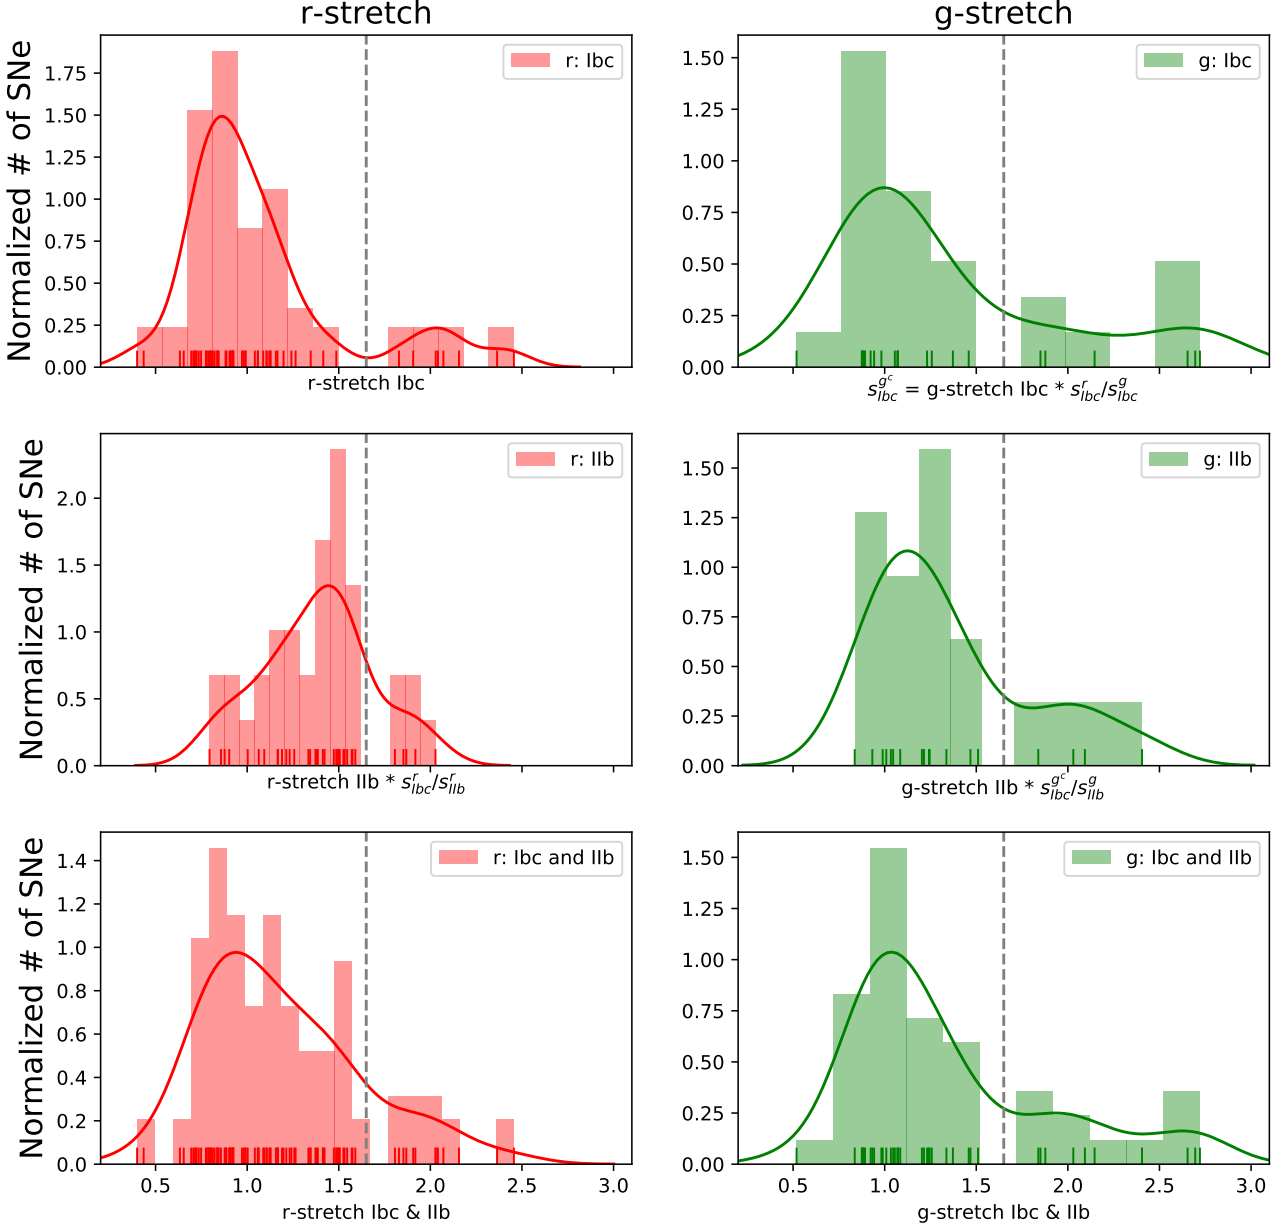 r-stretch
g-stretch
Normalized # of SNe
1.75
1.50
1.25
1.00
0.75
0.50
0.25
0.00
r: Ibc
r-stretch Ibc
1.50
1.25
1.00
0.75
0.50
0.25
0.00
g: Ibc
s_{Ibc}^{g^c} = g-stretch Ibc * s_{Ibc}^{r}/s_{Ibc}^{g}
Normalized # of SNe
2.0
1.5
1.0
0.5
0.0
r: IIb
r-stretch IIb * s_{Ibc}^{r}/s_{IIb}^{r}
1.50
1.25
1.00
0.75
0.50
0.25
0.00
g: IIb
g-stretch IIb * s_{Ibc}^{g^c}/s_{IIb}^{g}
Normalized # of SNe
1.4
1.2
1.0
0.8
0.6
0.4
0.2
0.0
r: Ibc and IIb
0.5 1.0 1.5 2.0 2.5 3.0
r-stretch Ibc & IIb
1.50
1.25
1.00
0.75
0.50
0.25
0.00
g: Ibc and IIb
0.5 1.0 1.5 2.0 2.5 3.0
g-stretch Ibc & IIb